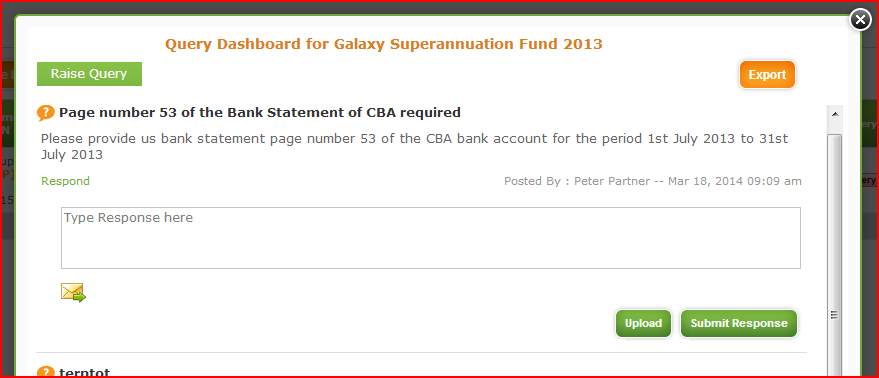 Query Dashboard for Galaxy Superannuation Fund 2013
Raise Query
Export
Page number 53 of the Bank Statement of CBA required
Please provide us bank statement page number 53 of the CBA bank account for the period 1st July 2013 to 31st
July 2013
Respond
Posted By : Peter Partner -- Mar 18, 2014 09:09 am
Type Response here
Upload
Submit Response
terntot